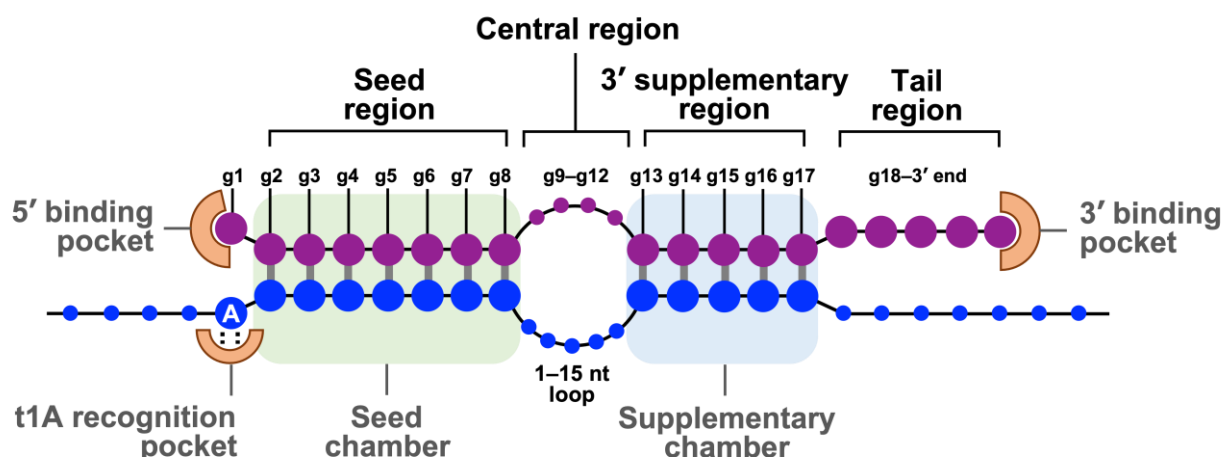 Central region
Seed
region
3′ supplementary
region
Tail
region
g1
g2
g3
g4
g5
g6
g7
g8
g9–g12
g13
g14
g15
g16
g17
g18–3′ end
5′ binding
pocket
3′ binding
pocket
A
1–15 nt
loop
t1A recognition
pocket
Seed
chamber
Supplementary
chamber